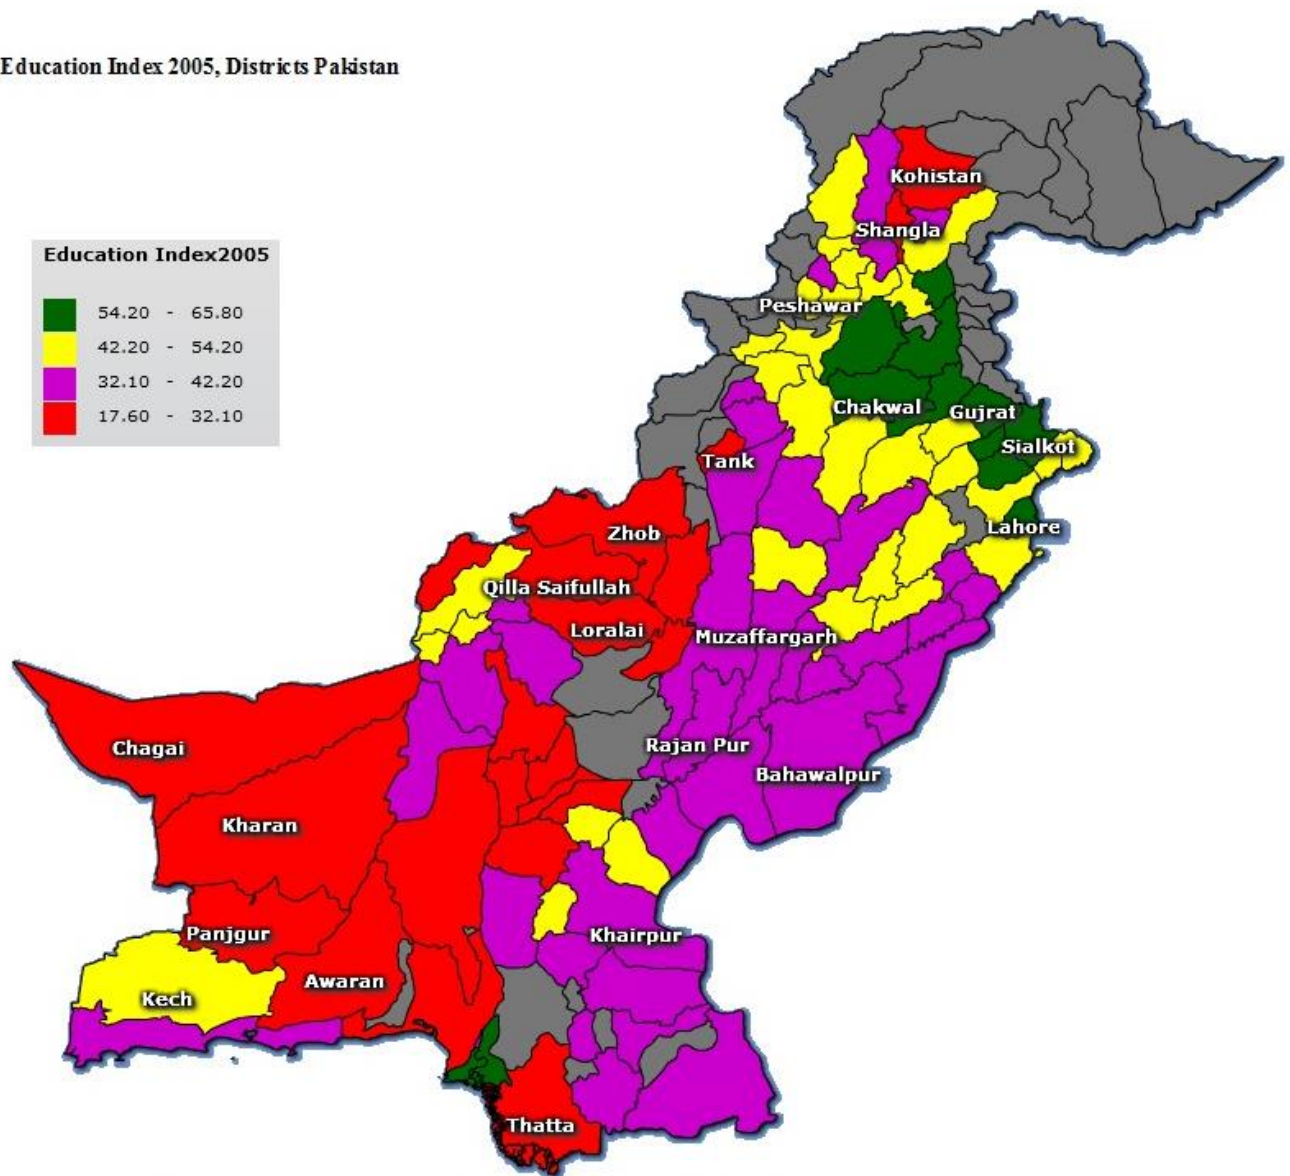 Education Index 2005, Districts Pakistan
Education Index2005
54.20 - 65.80
42.20 - 54.20
32.10 - 42.20
17.60 - 32.10
Kohistan
Shangla
Peshawar
Chakwal
Gujrat
Sialkot
Tank
Lahore
Zhob
Qilla Saifullah
Loralai
Muzaffargarh
Chagai
Rajan Pur
Bahawalpur
Kharan
Panjgur
Khairpur
Awaran
Kech
Thatta